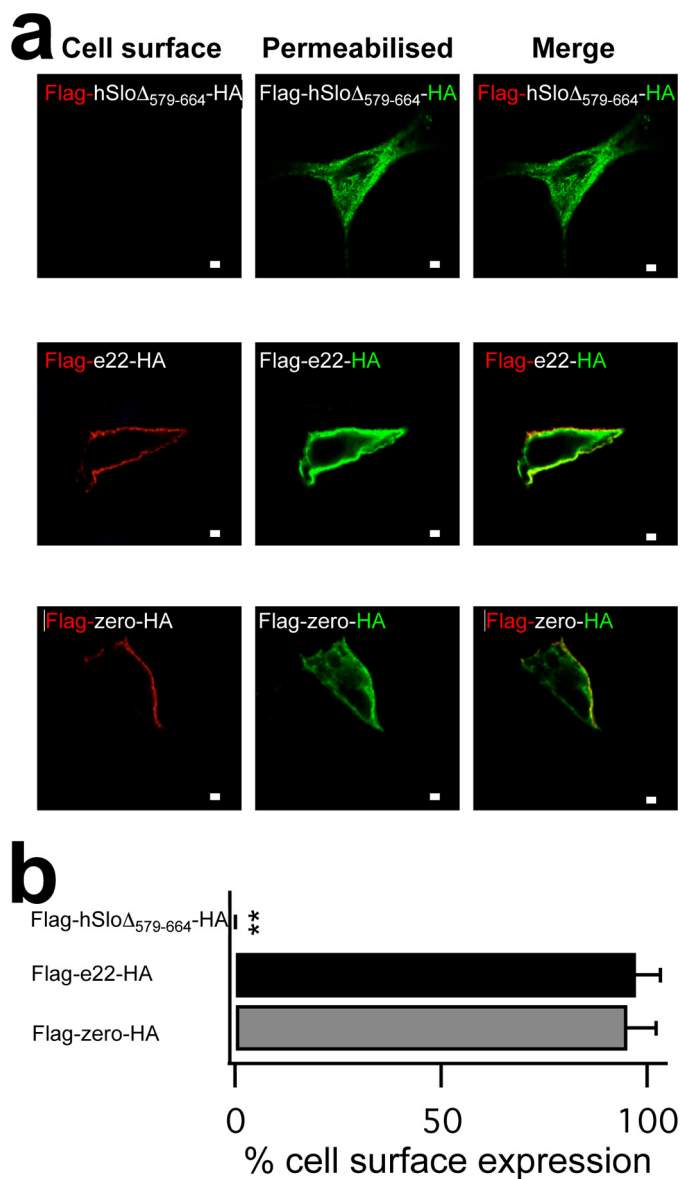 a
Cell surface Permeabilised Merge
Flag-hSloΔ579-664-HA Flag-hSloΔ579-664-HA Flag-hSloΔ579-664-HA
Flag-e22-HA Flag-e22-HA Flag-e22-HA
Flag-zero-HA Flag-zero-HA Flag-zero-HA
b
Flag-hSloΔ579-664-HA **
Flag-e22-HA
Flag-zero-HA
0 50 100
% cell surface expression